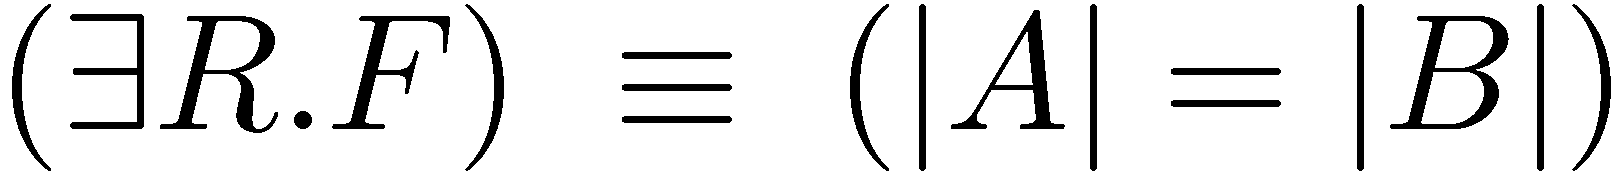 (∃R.F) ≡ (|A| = |B|)